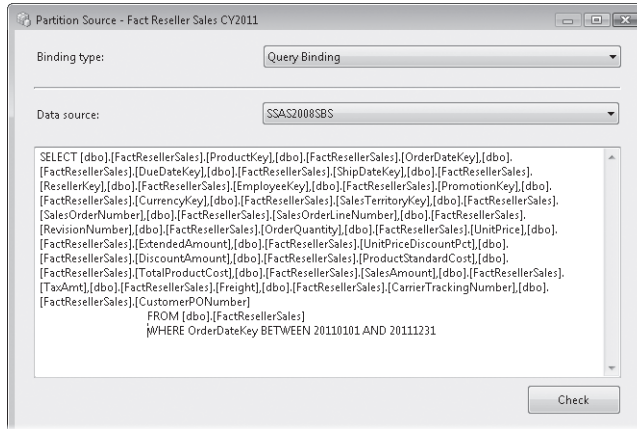 Partition Source - Fact Reseller Sales CY2011
Binding type:
Query Binding
Data source:
SSAS2008SBS
SELECT [dbo].[FactResellerSales].[ProductKey],[dbo].[FactResellerSales].[OrderDateKey],[dbo].
[FactResellerSales].[DueDateKey],[dbo].[FactResellerSales].[ShipDateKey],[dbo].[FactResellerSales].
[ResellerKey],[dbo].[FactResellerSales].[EmployeeKey],[dbo].[FactResellerSales].[PromotionKey],[dbo].
[FactResellerSales].[CurrencyKey],[dbo].[FactResellerSales].[SalesTerritoryKey],[dbo].[FactResellerSales].
[SalesOrderNumber],[dbo].[FactResellerSales].[SalesOrderLineNumber],[dbo].[FactResellerSales].
[RevisionNumber],[dbo].[FactResellerSales].[OrderQuantity],[dbo].[FactResellerSales].[UnitPrice],[dbo].
[FactResellerSales].[ExtendedAmount],[dbo].[FactResellerSales].[UnitPriceDiscountPct],[dbo].
[FactResellerSales].[DiscountAmount],[dbo].[FactResellerSales].[ProductStandardCost],[dbo].
[FactResellerSales].[TotalProductCost],[dbo].[FactResellerSales].[SalesAmount],[dbo].[FactResellerSales].
[TaxAmt],[dbo].[FactResellerSales].[Freight],[dbo].[FactResellerSales].[CarrierTrackingNumber],[dbo].
[FactResellerSales].[CustomerPONumber]
FROM [dbo].[FactResellerSales]
WHERE OrderDateKey BETWEEN 20110101 AND 20111231
Check